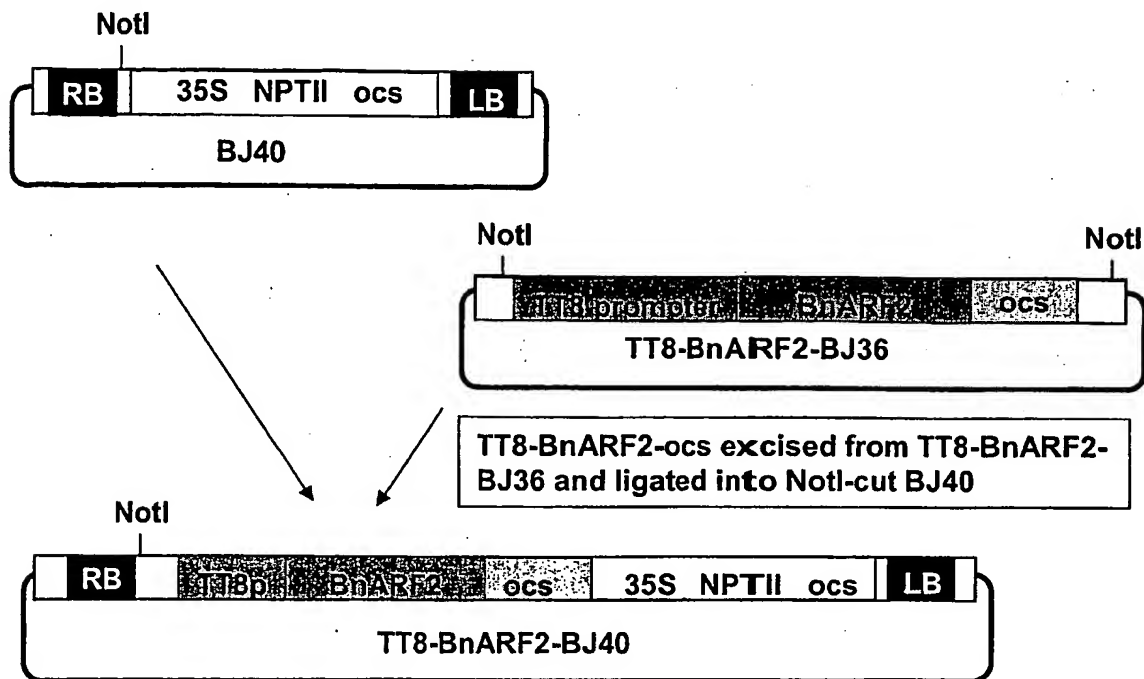 NotI
RB 35S NPTII ocs LB
BJ40
NotI NotI
TT8 promoter BnARF2 ocs
TT8-BnARF2-BJ36
TT8-BnARF2-ocs excised from TT8-BnARF2-
BJ36 and ligated into NotI-cut BJ40
NotI
RB TT8p BnARF2 ocs 35S NPTII ocs LB
TT8-BnARF2-BJ40